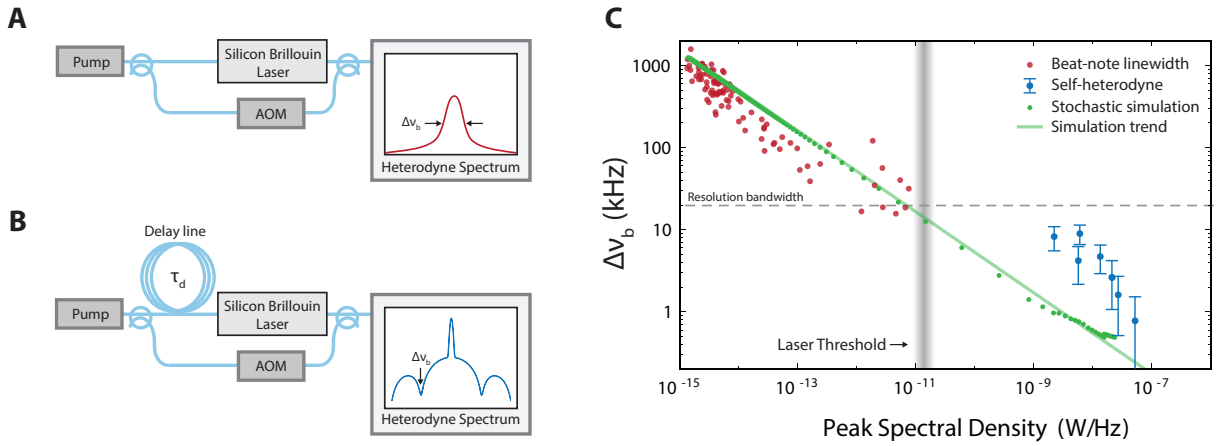 A
Pump
Silicon Brillouin
Laser
AOM
Δν_b
Heterodyne Spectrum
B
Delay line
τ_d
Pump
Silicon Brillouin
Laser
AOM
Δν_b
Heterodyne Spectrum
C
Δν_b (kHz)
1000
100
10
1
Beat-note linewidth
Self-heterodyne
Stochastic simulation
Simulation trend
Resolution bandwidth
Laser Threshold
10^-15
10^-13
10^-11
10^-9
10^-7
Peak Spectral Density (W/Hz)